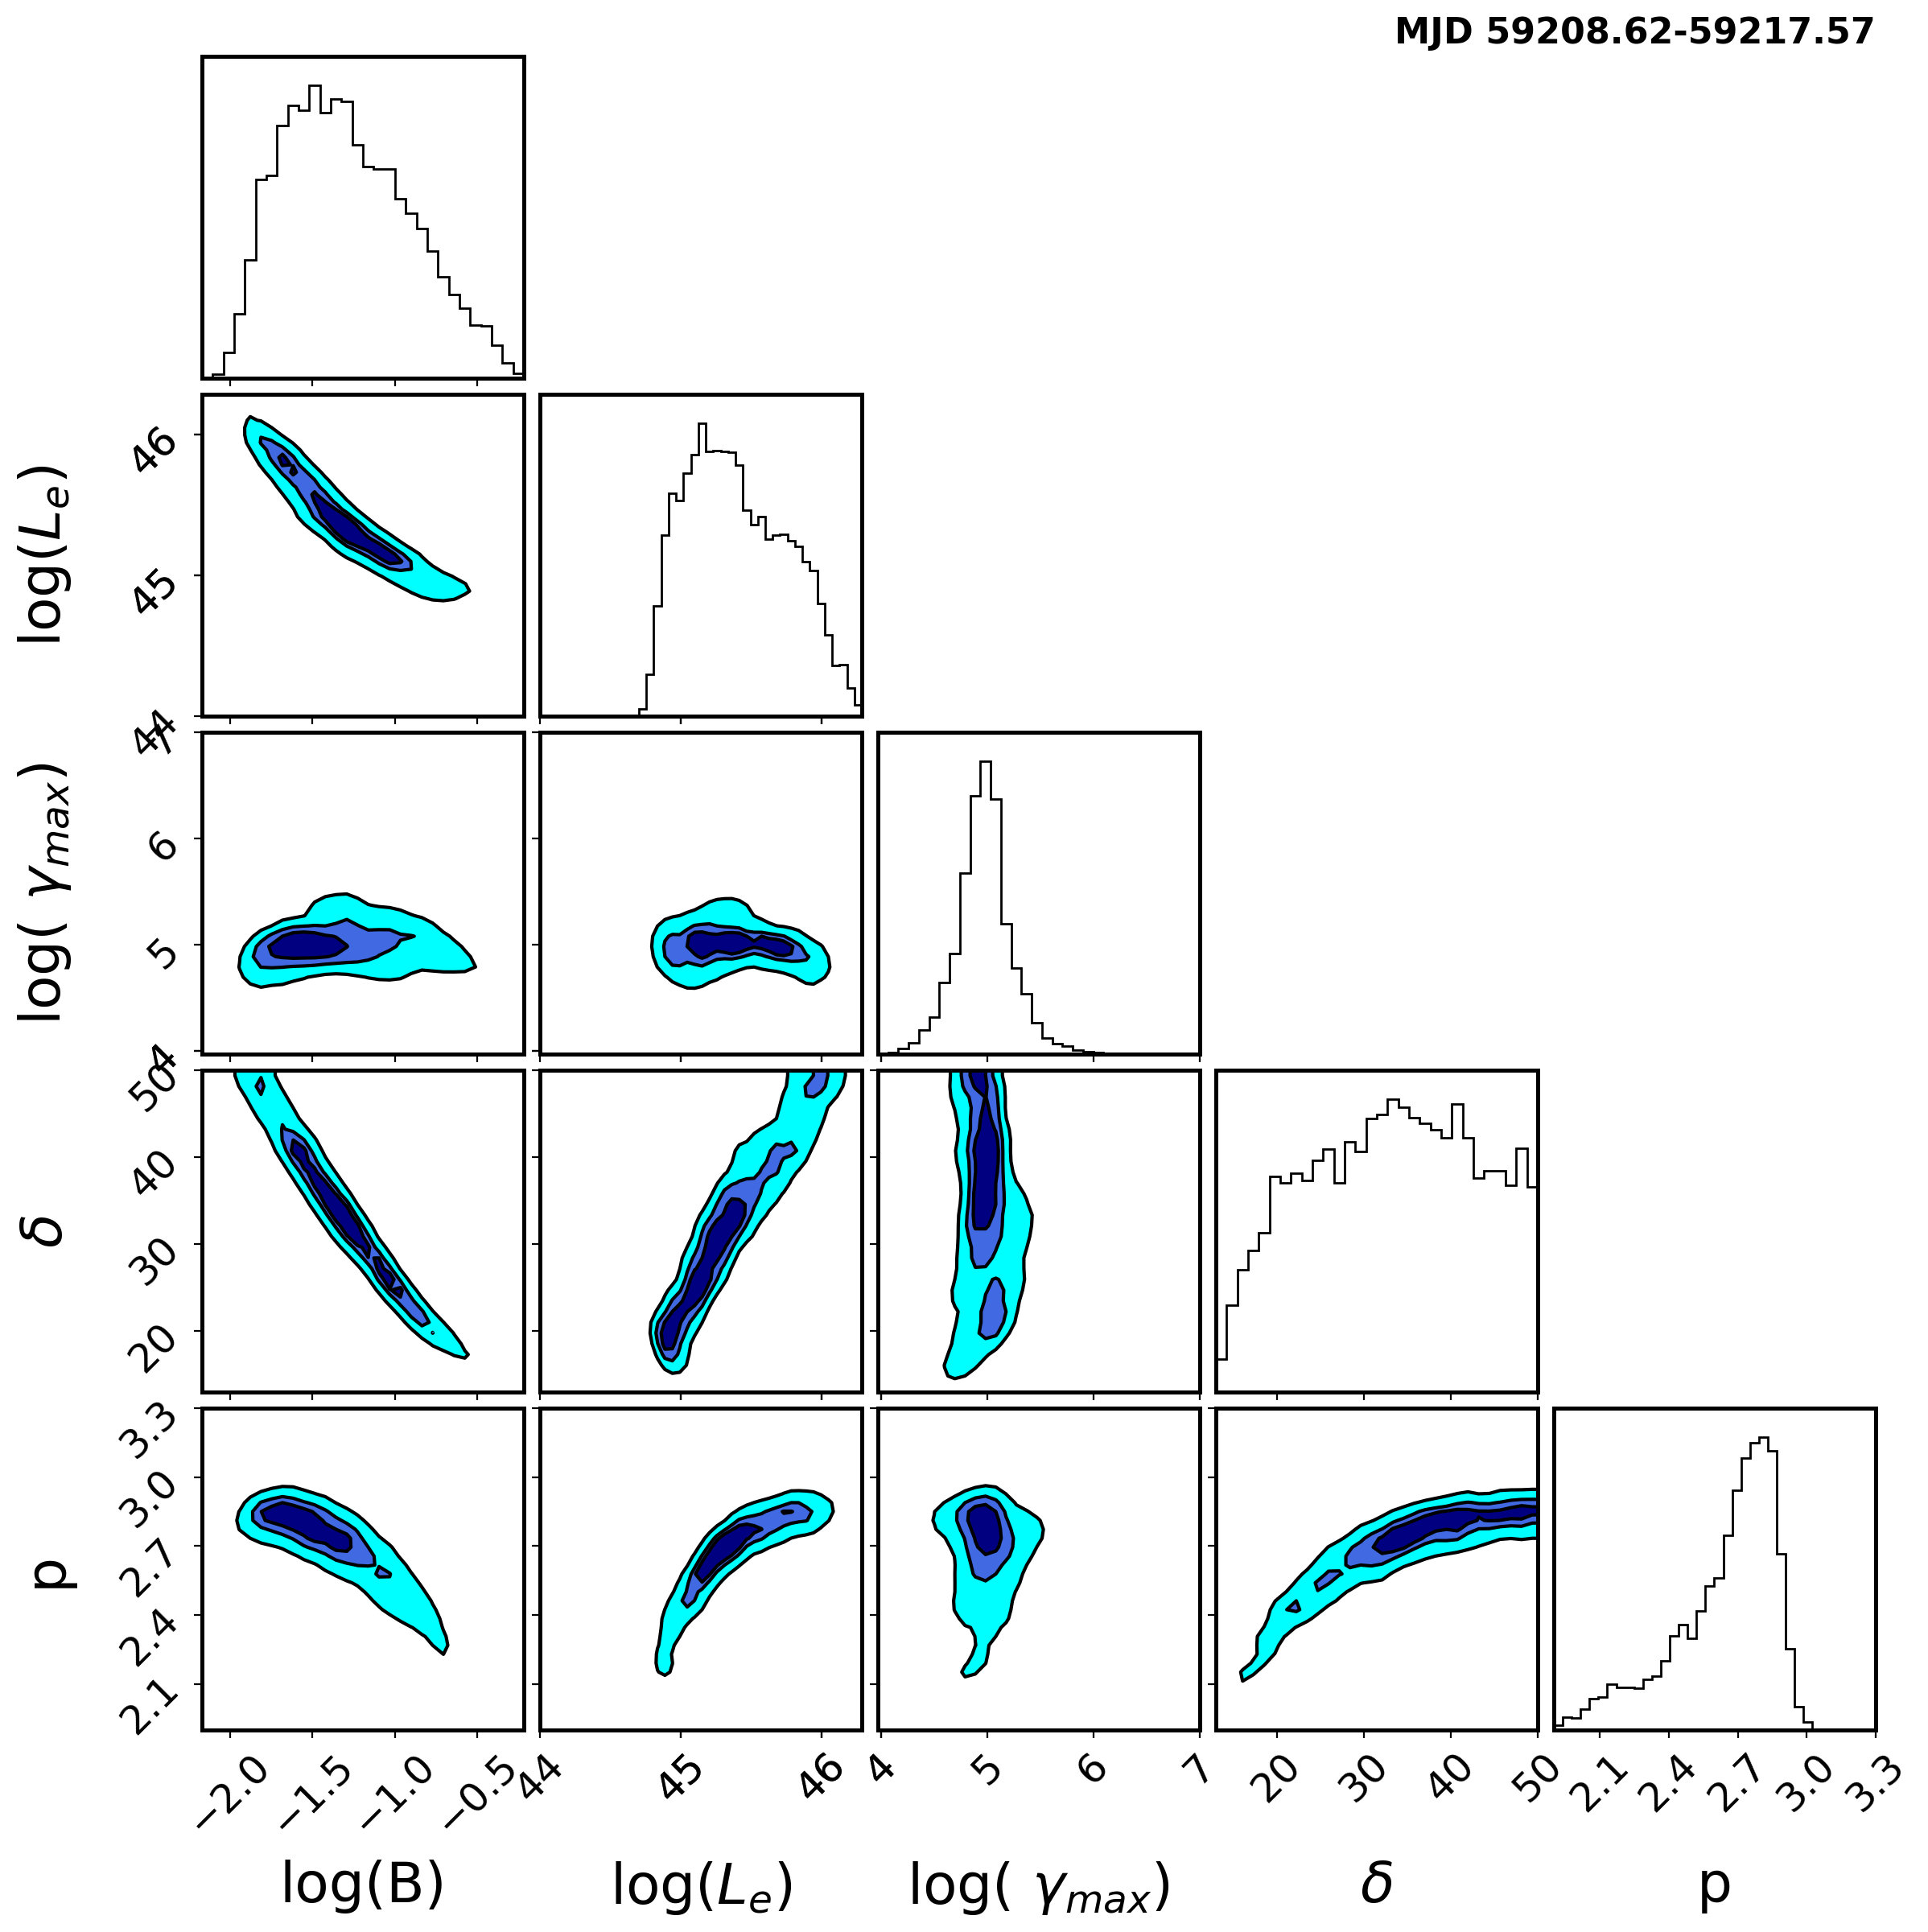 MJD 59208.62-59217.57
log(L_e)
46
45
44
log( γ_max)
7
6
5
4
δ
50
40
30
20
p
3.3
3.0
2.7
2.4
2.1
−2.0 −1.5 −1.0 −0.5 44 45 46 4 5 6 7 20 30 40 50 2.1 2.4 2.7 3.0 3.3
log(B) log(L_e) log( γ_max) δ p